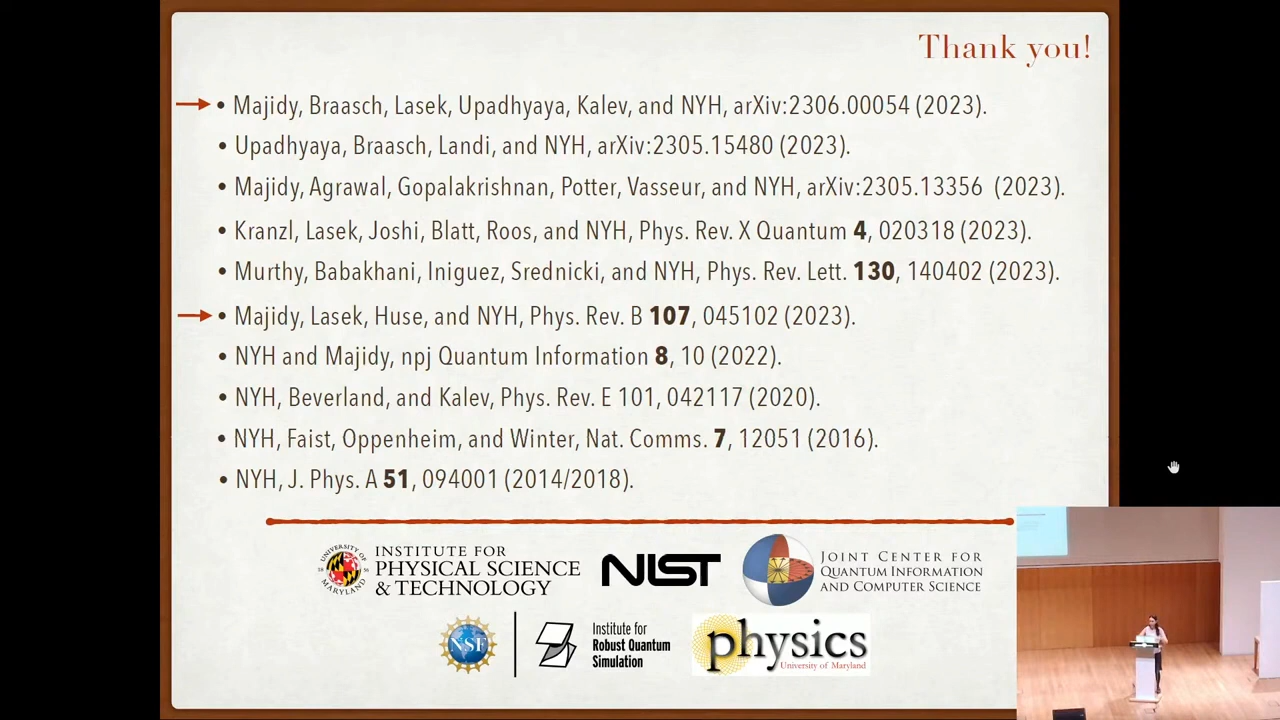 Thank you!
• Majidy, Braasch, Lasek, Upadhyaya, Kalev, and NYH, arXiv:2306.00054 (2023).
• Upadhyaya, Braasch, Landi, and NYH, arXiv:2305.15480 (2023).
• Majidy, Agrawal, Gopalakrishnan, Potter, Vasseur, and NYH, arXiv:2305.13356 (2023).
• Kranzl, Lasek, Joshi, Blatt, Roos, and NYH, Phys. Rev. X Quantum 4, 020318 (2023).
• Murthy, Babakhani, Iniguez, Srednicki, and NYH, Phys. Rev. Lett. 130, 140402 (2023).
• Majidy, Lasek, Huse, and NYH, Phys. Rev. B 107, 045102 (2023).
• NYH and Majidy, npj Quantum Information 8, 10 (2022).
• NYH, Beverland, and Kalev, Phys. Rev. E 101, 042117 (2020).
• NYH, Faist, Oppenheim, and Winter, Nat. Comms. 7, 12051 (2016).
• NYH, J. Phys. A 51, 094001 (2014/2018).
UNIVERSITY OF MARYLAND
INSTITUTE FOR
PHYSICAL SCIENCE
& TECHNOLOGY
NIST
JOINT CENTER FOR
QUANTUM INFORMATION
AND COMPUTER SCIENCE
NSF
Institute for
Robust Quantum
Simulation
physics
University of Maryland